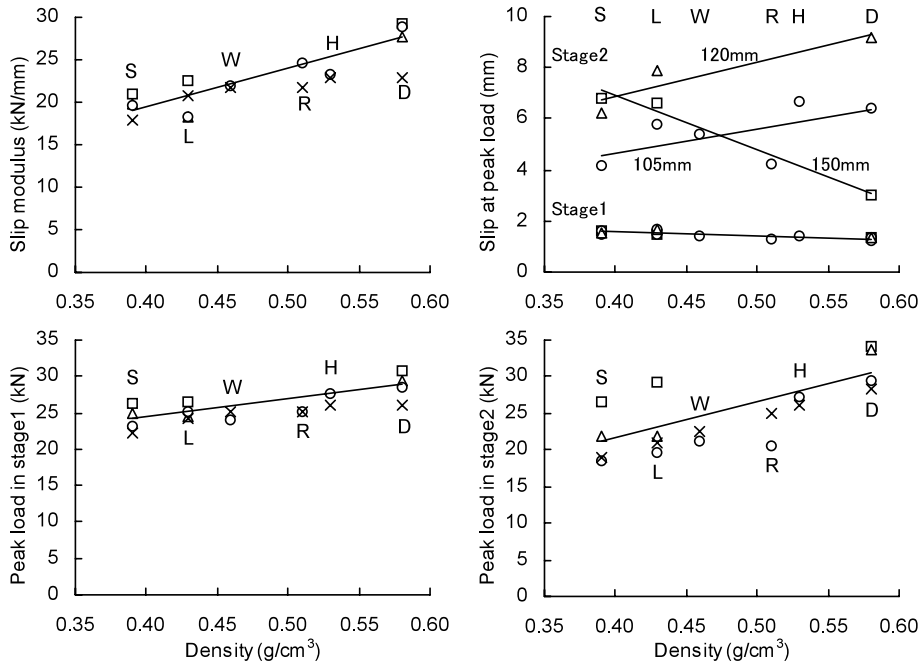 Slip modulus (kN/mm)
30
25
20
15
10
5
0
S
L
W
R
H
D
0.35 0.40 0.45 0.50 0.55 0.60
Slip at peak load (mm)
10
8
6
4
2
0
S L W R H D
Stage2
120mm
105mm
150mm
Stage1
0.35 0.40 0.45 0.50 0.55 0.60
Peak load in stage1 (kN)
35
30
25
20
15
10
5
0
S
L
W
R
H
D
0.35 0.40 0.45 0.50 0.55 0.60
Density (g/cm³)
Peak load in stage2 (kN)
35
30
25
20
15
10
5
0
S
L
W
R
H
D
0.35 0.40 0.45 0.50 0.55 0.60
Density (g/cm³)